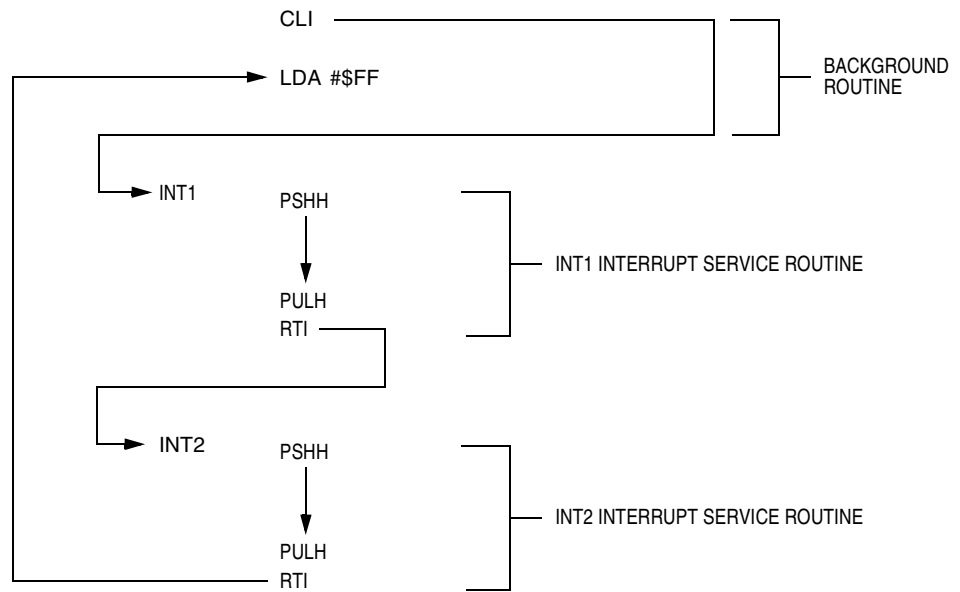 CLI
LDA #$FF
BACKGROUND
ROUTINE
INT1
PSHH
INT1 INTERRUPT SERVICE ROUTINE
PULH
RTI
INT2
PSHH
INT2 INTERRUPT SERVICE ROUTINE
PULH
RTI